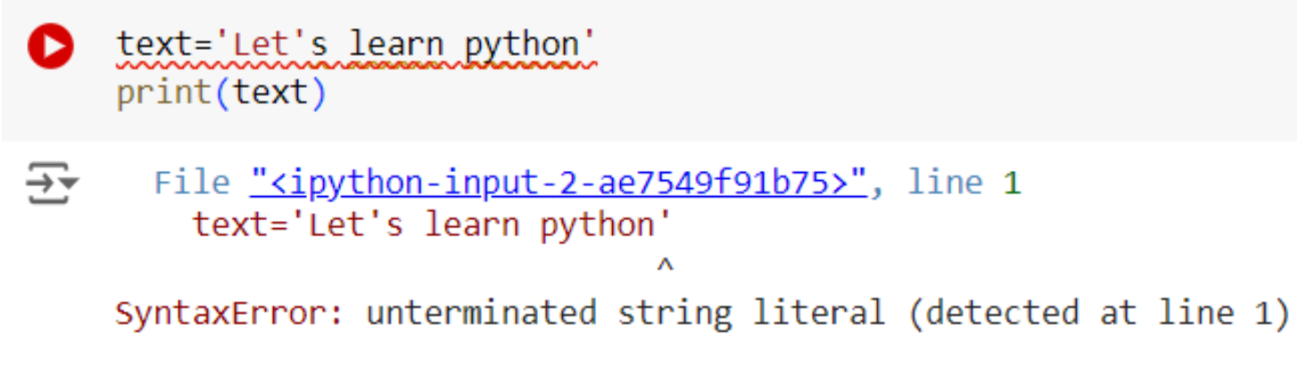 text='Let's learn python'
print(text)
File "<ipython-input-2-ae7549f91b75>", line 1
text='Let's learn python'
^
SyntaxError: unterminated string literal (detected at line 1)